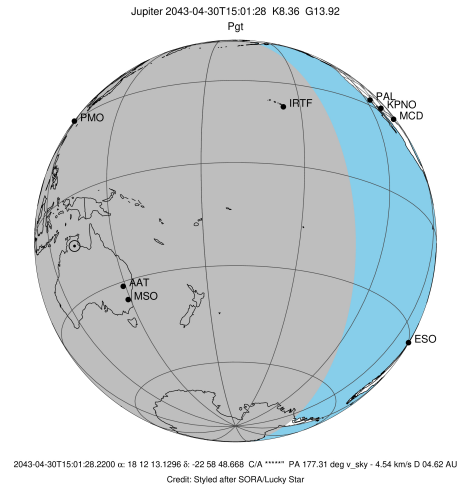 Jupiter 2043-04-30T15:01:28 K8.36 G13.92
Pgt
PAL
KPNO
MCD
IRTF
PMO
AAT
MSO
ESO
2043-04-30T15:01:28.2200 α: 18 12 13.1296 δ: -22 58 48.668 C/A *****" PA 177.31 deg v_sky - 4.54 km/s D 04.62 AU
Credit: Styled after SORA/Lucky Star